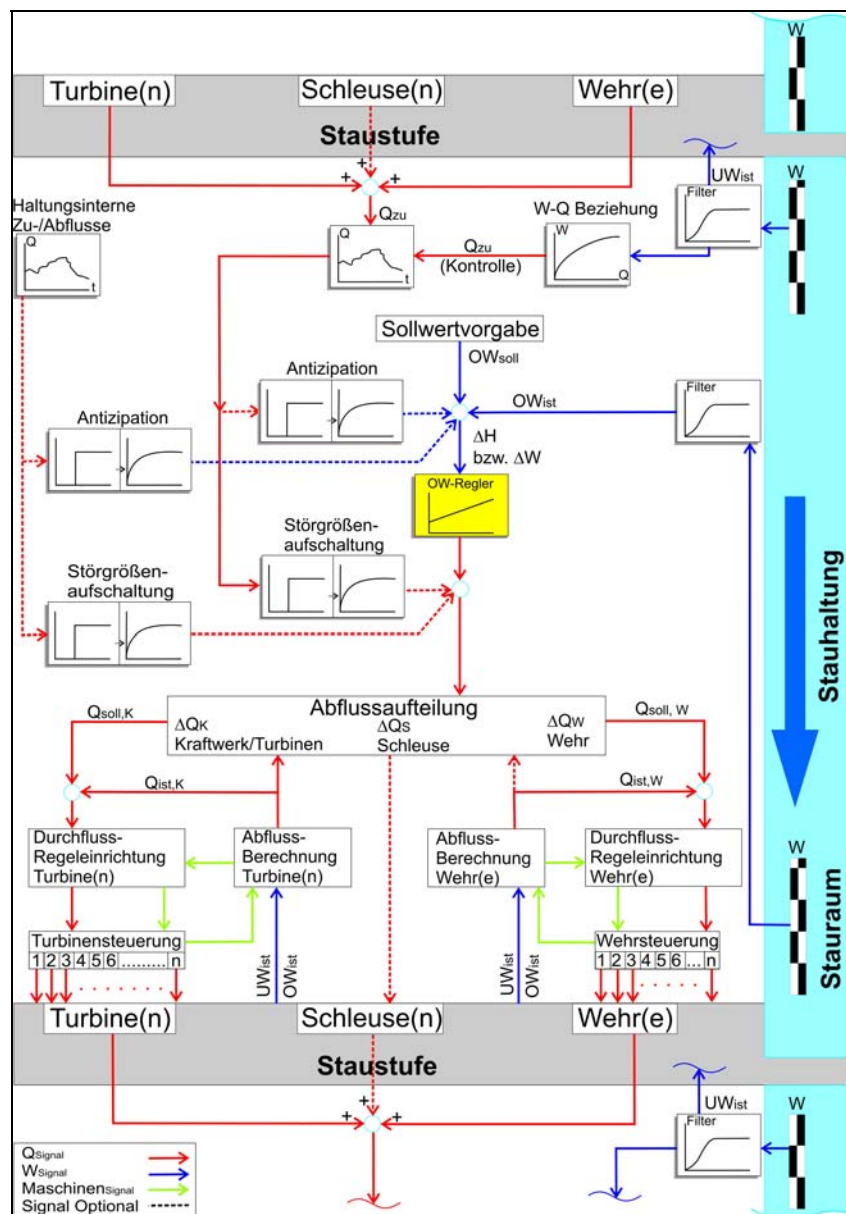 W
Turbine(n) Schleuse(n) Wehr(e)
Staustufe
+ + +
W
UWist
Filter
Haltungsinterne
Zu-/Abflüsse
Q
t
Qzu
Q
t
Qzu
(Kontrolle)
W-Q Beziehung
W
Q
Sollwertvorgabe
OWsoll
Antizipation
OWist
Filter
Antizipation
ΔH
bzw. ΔW
OW-Regler
Störgrößen-
aufschaltung
Störgrößen-
aufschaltung
Stauhaltung
Abflussaufteilung
Qsoll,K
ΔQK
Kraftwerk/Turbinen
ΔQS
Schleuse
ΔQW
Wehr
Qsoll, W
Qist,K
Qist,W
Durchfluss-
Regeleinrichtung
Turbine(n)
Abfluss-
Berechnung
Turbine(n)
Abfluss-
Berechnung
Wehr(e)
Durchfluss-
Regeleinrichtung
Wehr(e)
W
Stauraum
Turbinensteuerung
1 2 3 4 5 6 ......... n
UWist
OWist
UWist
OWist
Wehrsteuerung
1 2 3 4 5 6 ... n
Turbine(n) Schleuse(n) Wehr(e)
Staustufe
+ + +
UWist
Filter
W
QSignal
WSignal
MaschinenSignal
Signal Optional